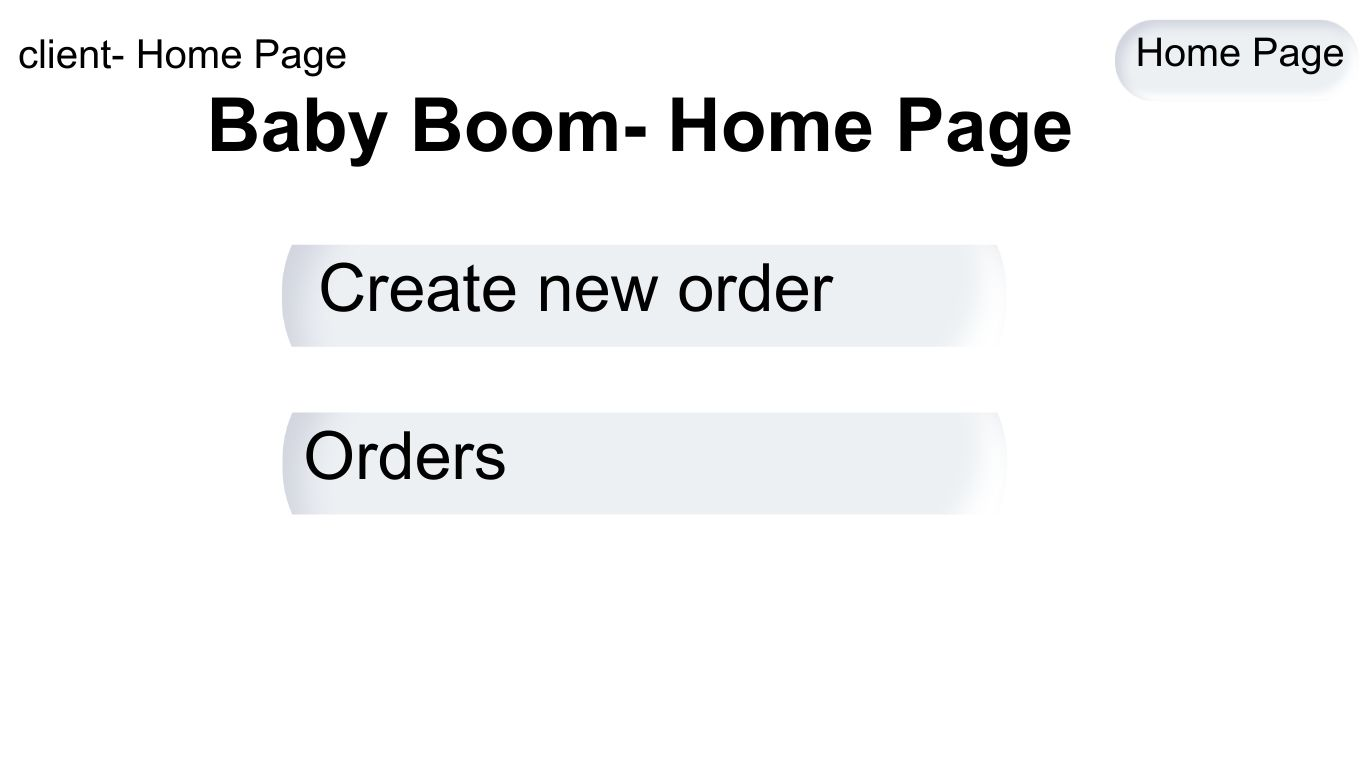 client- Home Page
Home Page
Baby Boom- Home Page
Create new order
Orders